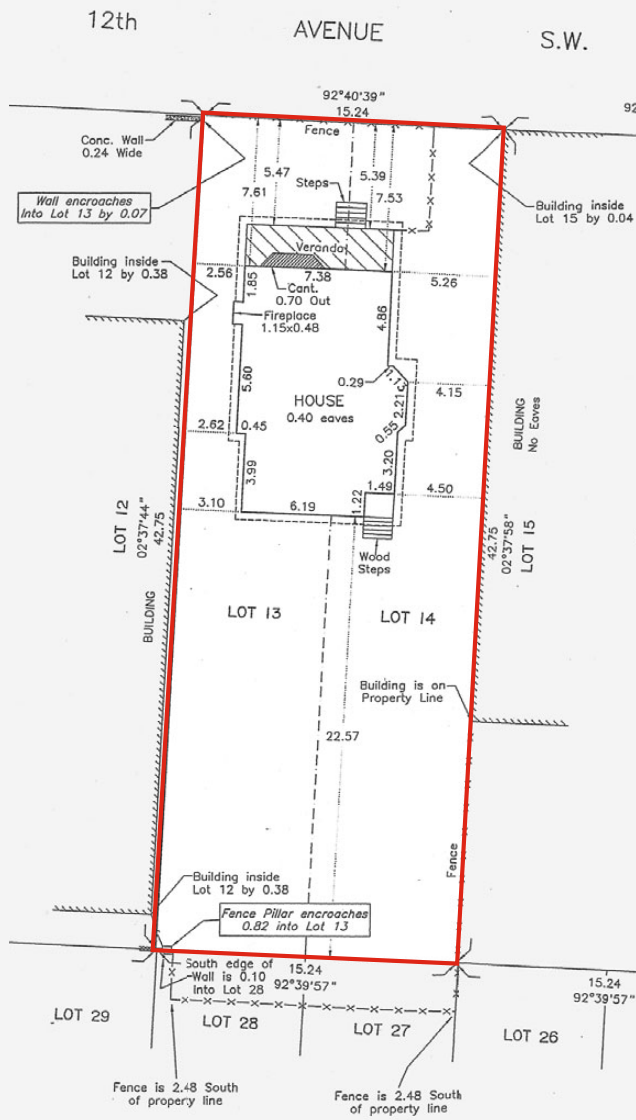 12th AVENUE S.W.
92°40'39"
15.24
92
Fence
Conc. Wall
0.24 Wide
5.47
5.39
7.61
7.53
Steps
Wall encroaches
Into Lot 13 by 0.07
Building inside
Lot 15 by 0.04
Veranda
Building inside
Lot 12 by 0.38
2.56
1.85
7.38
5.26
Cant.
0.70 Out
Fireplace
1.15x0.48
4.86
0.29
1.13
5.60
HOUSE
0.40 eaves
2.21
4.15
BUILDING
No Eaves
2.62
0.45
0.55
3.99
3.20
3.10
6.19
1.22
1.49
4.50
LOT 12
02°37'44"
42.75
42.75
02°37'58"
LOT 15
Wood
Steps
BUILDING
LOT 13
LOT 14
Building is on
Property Line
22.57
Fence
Building inside
Lot 12 by 0.38
Fence Pillar encroaches
0.82 into Lot 13
South edge of
Wall is 0.10
Into Lot 28
15.24
92°39'57"
15.24
92°39'57"
LOT 29
LOT 28
LOT 27
LOT 26
Fence is 2.48 South
of property line
Fence is 2.48 South
of property line